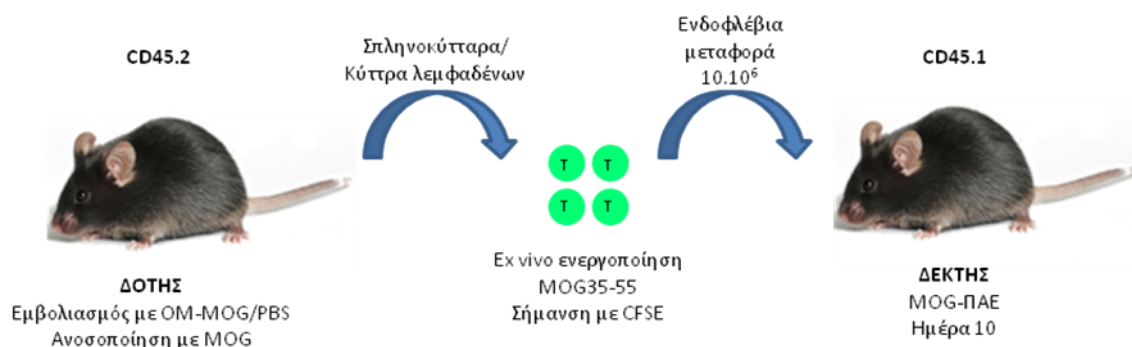 CD45.2
Σπληνοκύτταρα/
Κύττρα λεμφαδένων
Ενδοφλέβια
μεταφορά
10.10⁶
CD45.1
T T
T T
Ex vivo ενεργοποίηση
MOG35-55
Σήμανση με CFSE
ΔΟΤΗΣ
Εμβολιασμός με OM-MOG/PBS
Ανοσοποίηση με MOG
ΔΕΚΤΗΣ
MOG-ΠΑΕ
Ημέρα 10